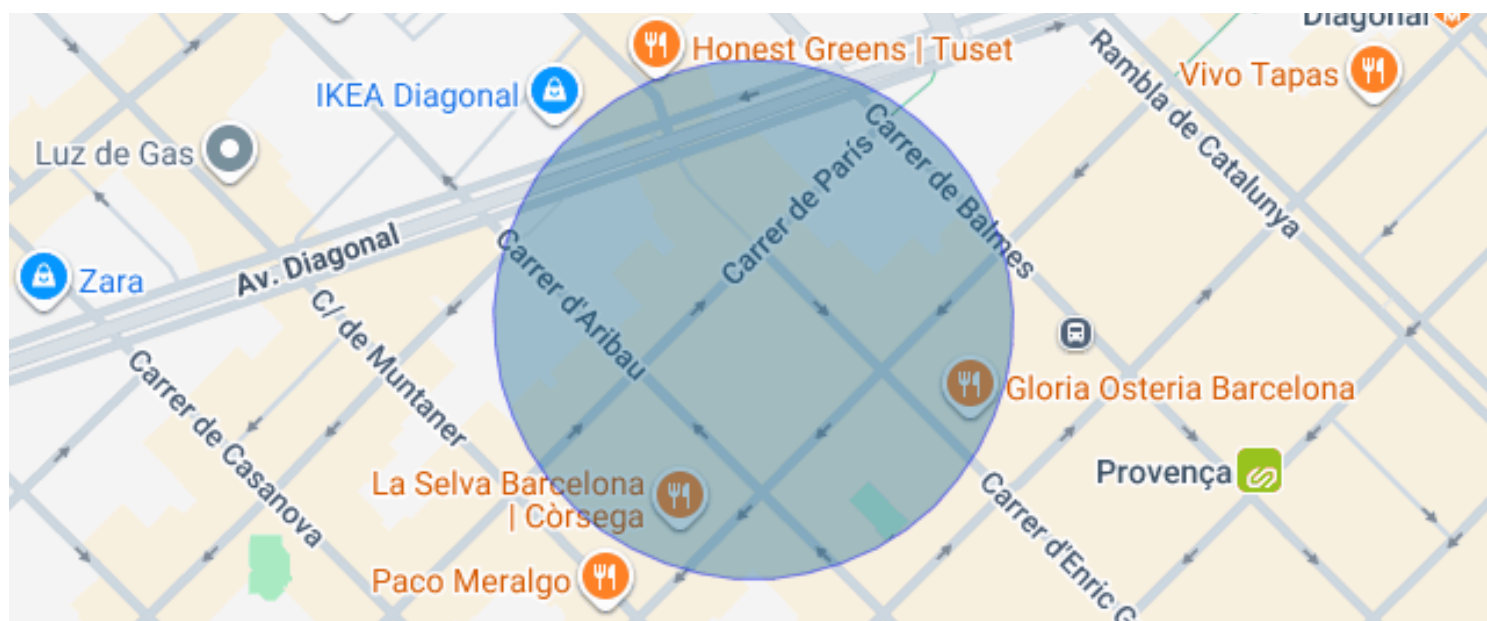 Diagonal
Honest Greens | Tuset
Vivo Tapas
IKEA Diagonal
Rambla de Catalunya
Luz de Gas
Carrer de Balmes
Carrer de París
Av. Diagonal
Zara
Carrer d'Aribau
C/ de Muntaner
Carrer de Casanova
Gloria Osteria Barcelona
La Selva Barcelona
| Còrsega
Provença
Carrer d'Enric G
Paco Meralgo